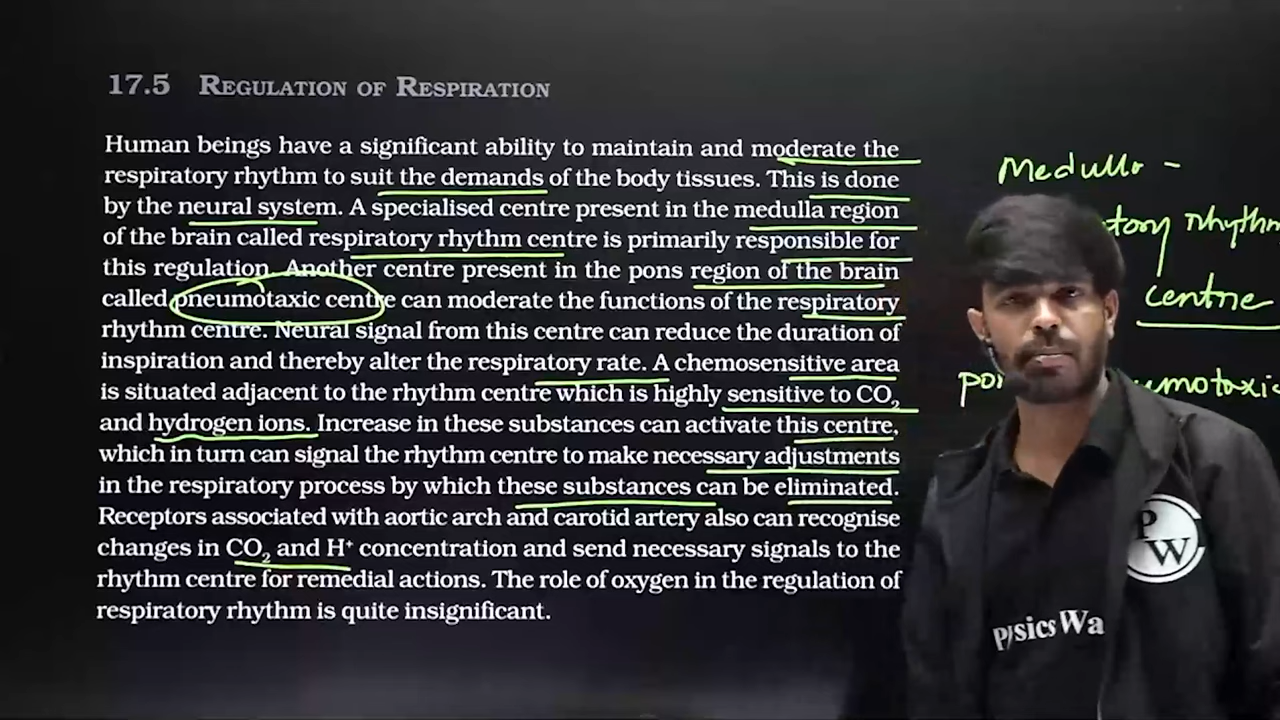 17.5 REGULATION OF RESPIRATION
Human beings have a significant ability to maintain and moderate the
respiratory rhythm to suit the demands of the body tissues. This is done
by the neural system. A specialised centre present in the medulla region
of the brain called respiratory rhythm centre is primarily responsible for
this regulation. Another centre present in the pons region of the brain
called pneumotaxic centre can moderate the functions of the respiratory
rhythm centre. Neural signal from this centre can reduce the duration of
inspiration and thereby alter the respiratory rate. A chemosensitive area
is situated adjacent to the rhythm centre which is highly sensitive to CO₂
and hydrogen ions. Increase in these substances can activate this centre,
which in turn can signal the rhythm centre to make necessary adjustments
in the respiratory process by which these substances can be eliminated.
Receptors associated with aortic arch and carotid artery also can recognise
changes in CO₂ and H⁺ concentration and send necessary signals to the
rhythm centre for remedial actions. The role of oxygen in the regulation of
respiratory rhythm is quite insignificant.
Medulla -
rhythm
centre
P
W